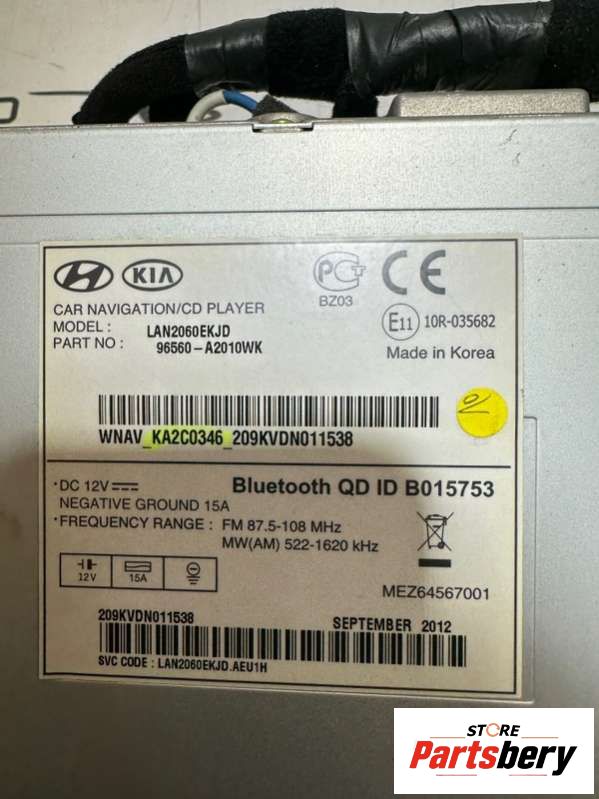 KIA
BZ03
CAR NAVIGATION/CD PLAYER
MODEL : LAN2060EKJD
PART NO : 96560-A2010WK
E11 10R-035682
Made in Korea
WNAV_KA2C0346_209KVDN011538
•DC 12V
Bluetooth QD ID B015753
NEGATIVE GROUND 15A
•FREQUENCY RANGE : FM 87.5-108 MHz
MW(AM) 522-1620 kHz
12V 15A
MEZ64567001
209KVDN011538
SEPTEMBER 2012
SVC CODE : LAN2060EKJD.AEU1H
STORE
Partsbery